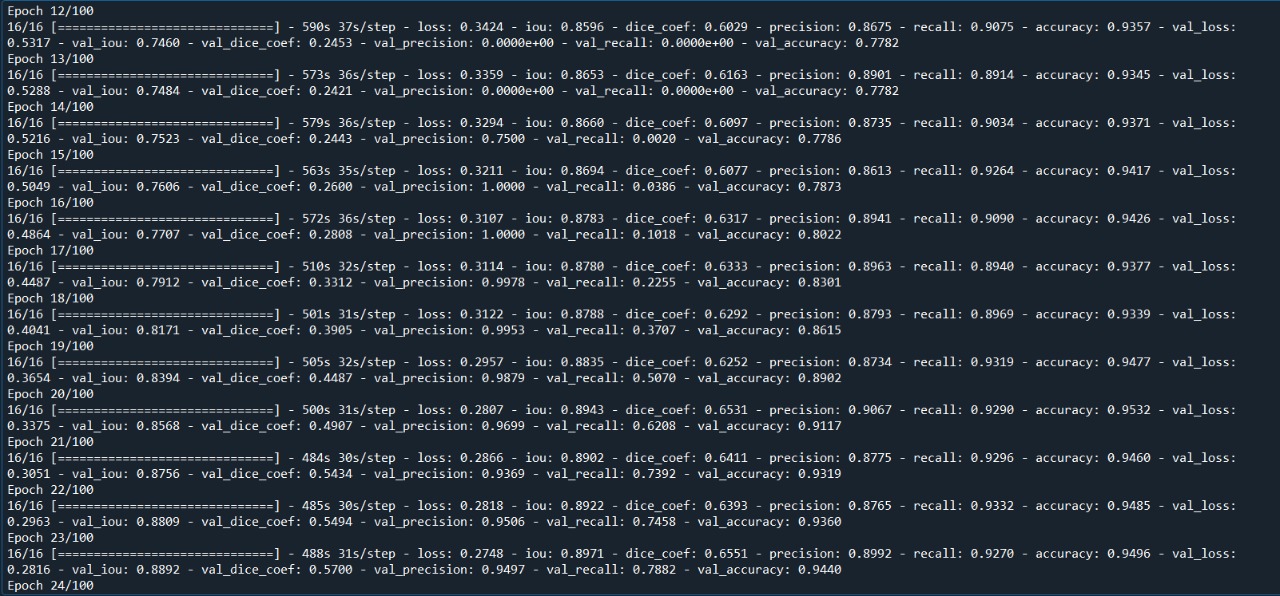 Epoch 12/100
16/16 [==============================] - 590s 37s/step - loss: 0.3424 - iou: 0.8596 - dice_coef: 0.6029 - precision: 0.8675 - recall: 0.9075 - accuracy: 0.9357 - val_loss:
0.5317 - val_iou: 0.7460 - val_dice_coef: 0.2453 - val_precision: 0.0000e+00 - val_recall: 0.0000e+00 - val_accuracy: 0.7782
Epoch 13/100
16/16 [==============================] - 573s 36s/step - loss: 0.3359 - iou: 0.8653 - dice_coef: 0.6163 - precision: 0.8901 - recall: 0.8914 - accuracy: 0.9345 - val_loss:
0.5288 - val_iou: 0.7484 - val_dice_coef: 0.2421 - val_precision: 0.0000e+00 - val_recall: 0.0000e+00 - val_accuracy: 0.7782
Epoch 14/100
16/16 [==============================] - 579s 36s/step - loss: 0.3294 - iou: 0.8660 - dice_coef: 0.6097 - precision: 0.8735 - recall: 0.9034 - accuracy: 0.9371 - val_loss:
0.5216 - val_iou: 0.7523 - val_dice_coef: 0.2443 - val_precision: 0.7500 - val_recall: 0.0020 - val_accuracy: 0.7786
Epoch 15/100
16/16 [==============================] - 563s 35s/step - loss: 0.3211 - iou: 0.8694 - dice_coef: 0.6077 - precision: 0.8613 - recall: 0.9264 - accuracy: 0.9417 - val_loss:
0.5049 - val_iou: 0.7606 - val_dice_coef: 0.2600 - val_precision: 1.0000 - val_recall: 0.0386 - val_accuracy: 0.7873
Epoch 16/100
16/16 [==============================] - 572s 36s/step - loss: 0.3107 - iou: 0.8783 - dice_coef: 0.6317 - precision: 0.8941 - recall: 0.9090 - accuracy: 0.9426 - val_loss:
0.4864 - val_iou: 0.7707 - val_dice_coef: 0.2808 - val_precision: 1.0000 - val_recall: 0.1018 - val_accuracy: 0.8022
Epoch 17/100
16/16 [==============================] - 510s 32s/step - loss: 0.3114 - iou: 0.8780 - dice_coef: 0.6333 - precision: 0.8963 - recall: 0.8940 - accuracy: 0.9377 - val_loss:
0.4487 - val_iou: 0.7912 - val_dice_coef: 0.3312 - val_precision: 0.9978 - val_recall: 0.2255 - val_accuracy: 0.8301
Epoch 18/100
16/16 [==============================] - 501s 31s/step - loss: 0.3122 - iou: 0.8788 - dice_coef: 0.6292 - precision: 0.8793 - recall: 0.8969 - accuracy: 0.9339 - val_loss:
0.4041 - val_iou: 0.8171 - val_dice_coef: 0.3905 - val_precision: 0.9953 - val_recall: 0.3707 - val_accuracy: 0.8615
Epoch 19/100
16/16 [==============================] - 505s 32s/step - loss: 0.2957 - iou: 0.8835 - dice_coef: 0.6252 - precision: 0.8734 - recall: 0.9319 - accuracy: 0.9477 - val_loss:
0.3654 - val_iou: 0.8394 - val_dice_coef: 0.4487 - val_precision: 0.9879 - val_recall: 0.5070 - val_accuracy: 0.8902
Epoch 20/100
16/16 [==============================] - 500s 31s/step - loss: 0.2807 - iou: 0.8943 - dice_coef: 0.6531 - precision: 0.9067 - recall: 0.9290 - accuracy: 0.9532 - val_loss:
0.3375 - val_iou: 0.8568 - val_dice_coef: 0.4907 - val_precision: 0.9699 - val_recall: 0.6208 - val_accuracy: 0.9117
Epoch 21/100
16/16 [==============================] - 484s 30s/step - loss: 0.2866 - iou: 0.8902 - dice_coef: 0.6411 - precision: 0.8775 - recall: 0.9296 - accuracy: 0.9460 - val_loss:
0.3051 - val_iou: 0.8756 - val_dice_coef: 0.5434 - val_precision: 0.9369 - val_recall: 0.7392 - val_accuracy: 0.9319
Epoch 22/100
16/16 [==============================] - 485s 30s/step - loss: 0.2818 - iou: 0.8922 - dice_coef: 0.6393 - precision: 0.8765 - recall: 0.9332 - accuracy: 0.9485 - val_loss:
0.2963 - val_iou: 0.8809 - val_dice_coef: 0.5494 - val_precision: 0.9506 - val_recall: 0.7458 - val_accuracy: 0.9360
Epoch 23/100
16/16 [==============================] - 488s 31s/step - loss: 0.2748 - iou: 0.8971 - dice_coef: 0.6551 - precision: 0.8992 - recall: 0.9270 - accuracy: 0.9496 - val_loss:
0.2816 - val_iou: 0.8892 - val_dice_coef: 0.5700 - val_precision: 0.9497 - val_recall: 0.7882 - val_accuracy: 0.9440
Epoch 24/100